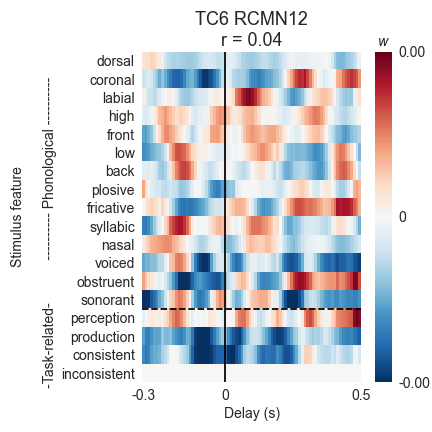 TC6 RCMN12
r = 0.04
w
dorsal
coronal
labial
high
front
low
back
plosive
fricative
syllabic
nasal
voiced
obstruent
sonorant
perception
production
consistent
inconsistent
Stimulus feature
-Task-related- ---------- Phonological ----------
-0.3
0
0.5
Delay (s)
0.00
0
-0.00